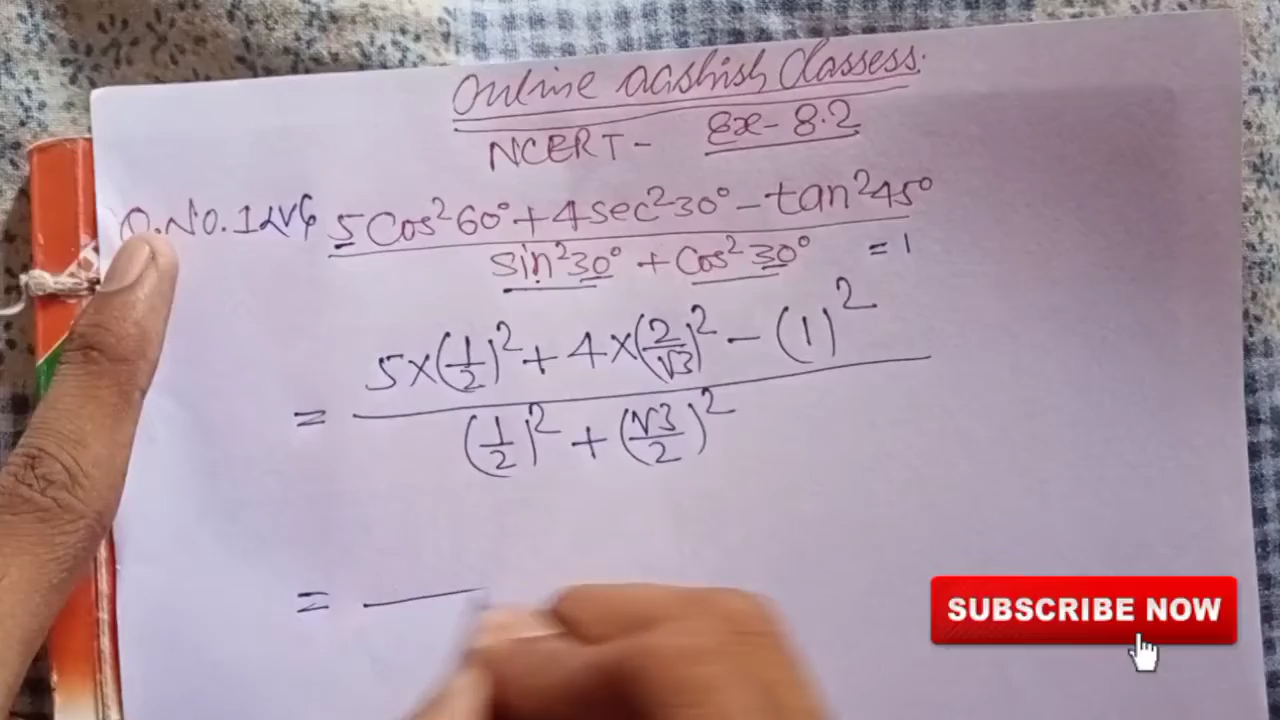 Online aashish Classess.
NCERT- Ex-8.2
Q.No.1 5cos²60°+4sec²30°-tan²45°
sin²30° + cos²30° = 1
= 5×(1/2)²+4×(2/√3)²-(1)²
(1/2)²+(√3/2)²
=
SUBSCRIBE NOW